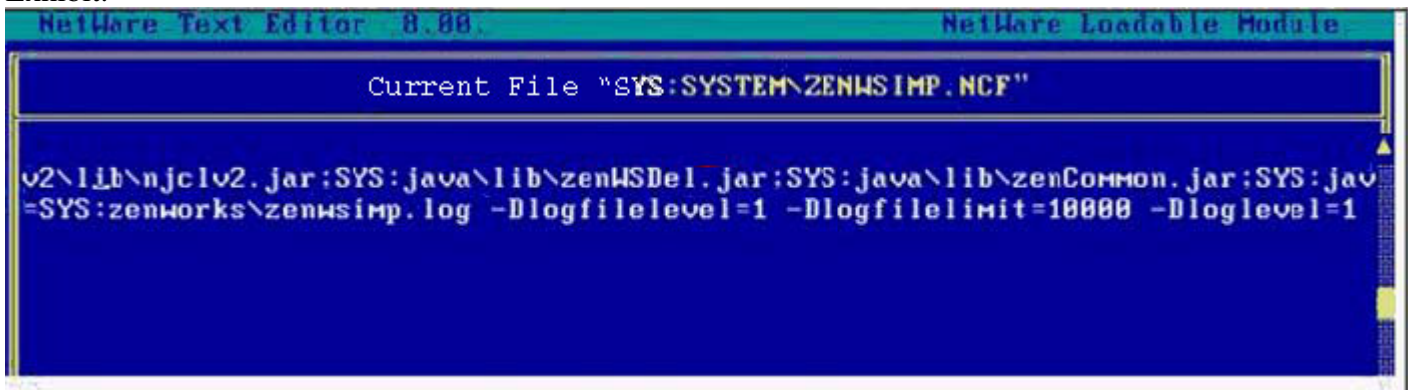 NetWare Text Editor 8.00. NetWare Loadable Module
Current File "SYS:SYSTEM\ZENWSIMP.NCF"
v2\lib\njclv2.jar;SYS:java\lib\zenWSDel.jar;SYS:java\lib\zenCommon.jar;SYS:jav
=SYS:zenworks\zenwsimp.log -Dlogfilelevel=1 -Dlogfilelimit=10000 -Dloglevel=1